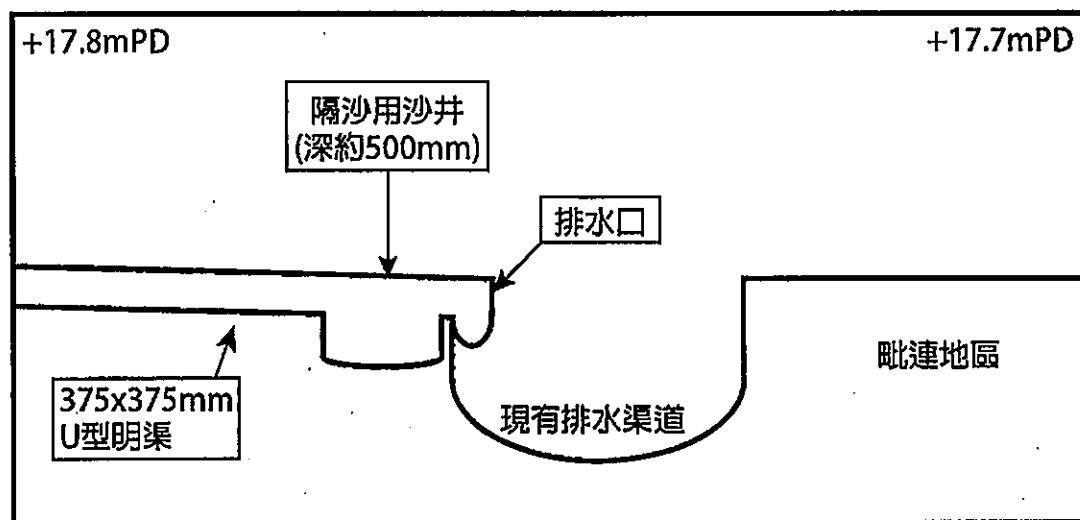 +17.8mPD
+17.7mPD
隔沙用沙井
(深約500mm)
排水口
毗連地區
375x375mm
U型明渠
現有排水渠道